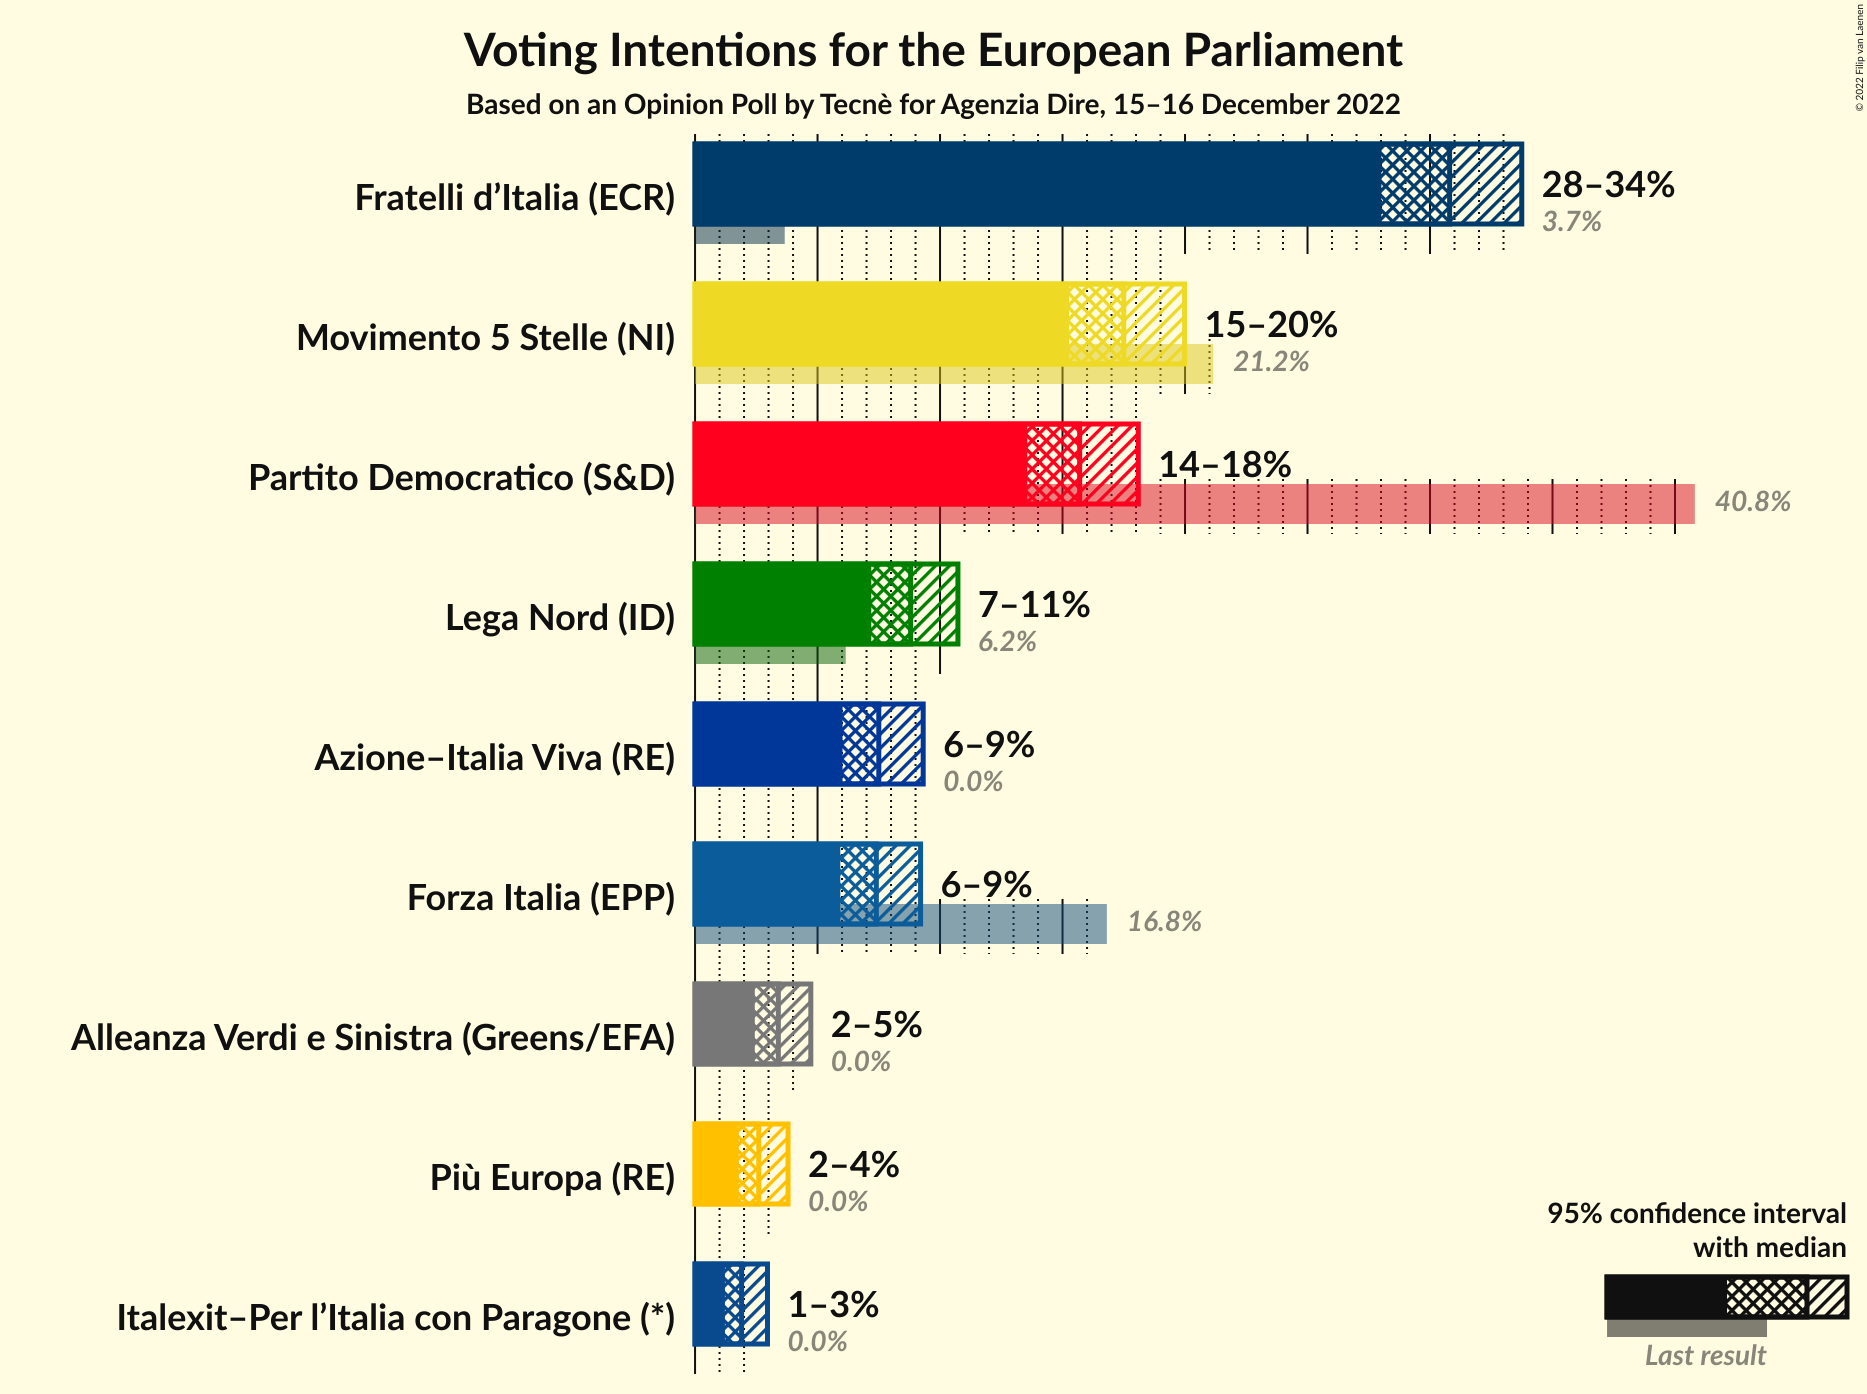 Voting Intentions for the European Parliament
Based on an Opinion Poll by Tecnè for Agenzia Dire, 15–16 December 2022
© 2022 Filip van Laenen
Fratelli d’Italia (ECR)
28–34%
3.7%
Movimento 5 Stelle (NI)
15–20%
21.2%
Partito Democratico (S&D)
14–18%
40.8%
Lega Nord (ID)
7–11%
6.2%
Azione–Italia Viva (RE)
6–9%
0.0%
Forza Italia (EPP)
6–9%
16.8%
Alleanza Verdi e Sinistra (Greens/EFA)
2–5%
0.0%
Più Europa (RE)
2–4%
0.0%
Italexit–Per l’Italia con Paragone (*)
1–3%
0.0%
95% confidence interval
with median
Last result